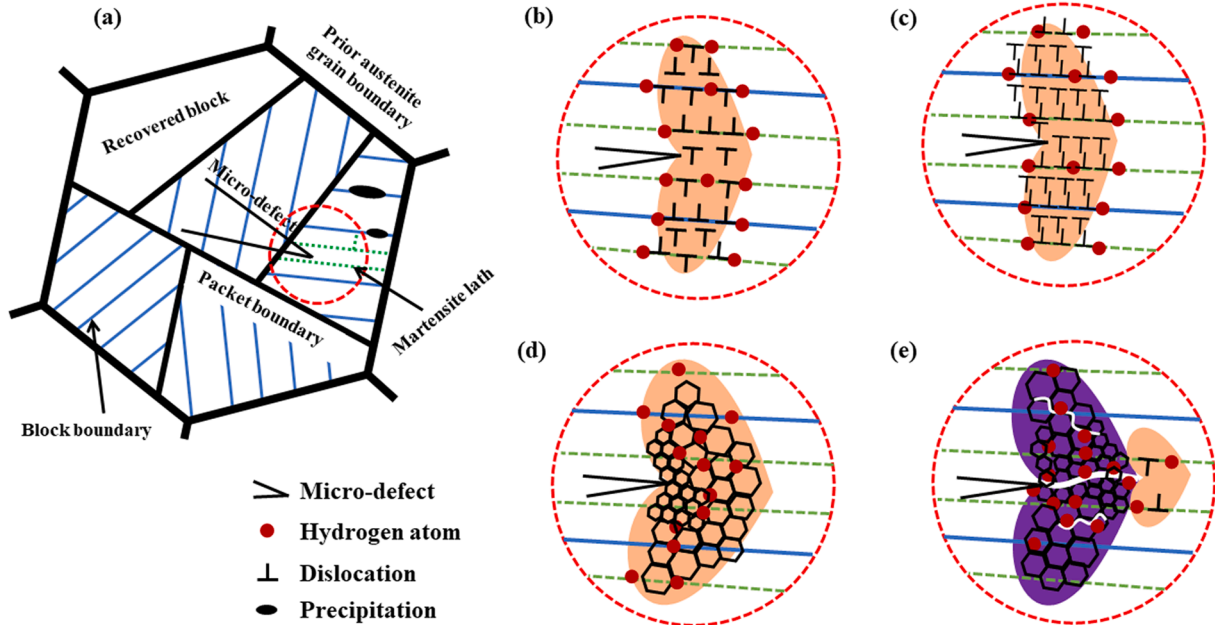 (a)
Prior austenite
grain boundary
Recovered block
Micro-defect
Packet boundary
Martensite lath
Block boundary
Micro-defect
Hydrogen atom
Dislocation
Precipitation
(b)
(c)
(d)
(e)